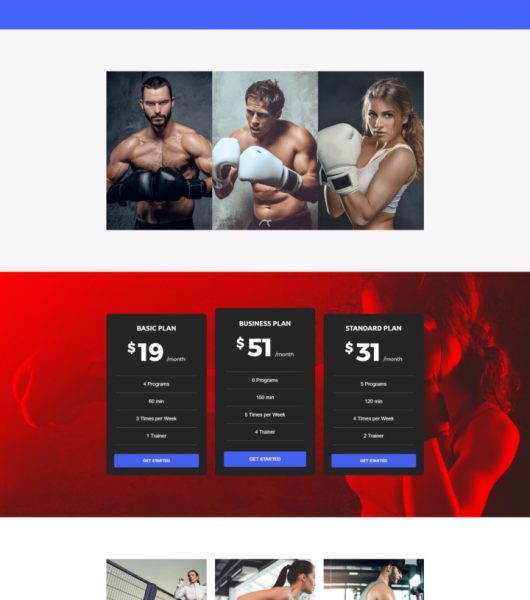 BASIC PLAN
$19 /month
4 Programs
60 min
3 Times per Week
1 Trainer
GET STARTED
BUSINESS PLAN
$51 /month
6 Programs
150 min
5 Times per Week
4 Trainer
GET STARTED
STANDARD PLAN
$31 /month
5 Programs
120 min
4 Times per Week
2 Trainer
GET STARTED